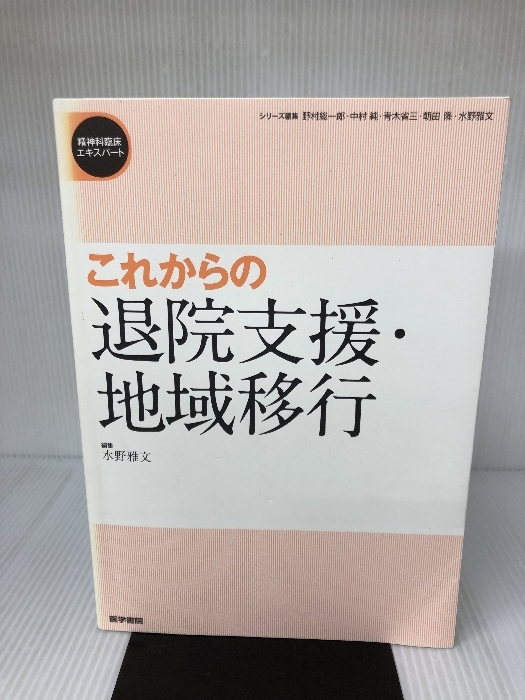 シリーズ編集 野村総一郎・中村 純・青木省三・朝田 隆・水野雅文
精神科臨床
エキスパート
これからの
退院支援・
地域移行
編集
水野雅文
医学書院